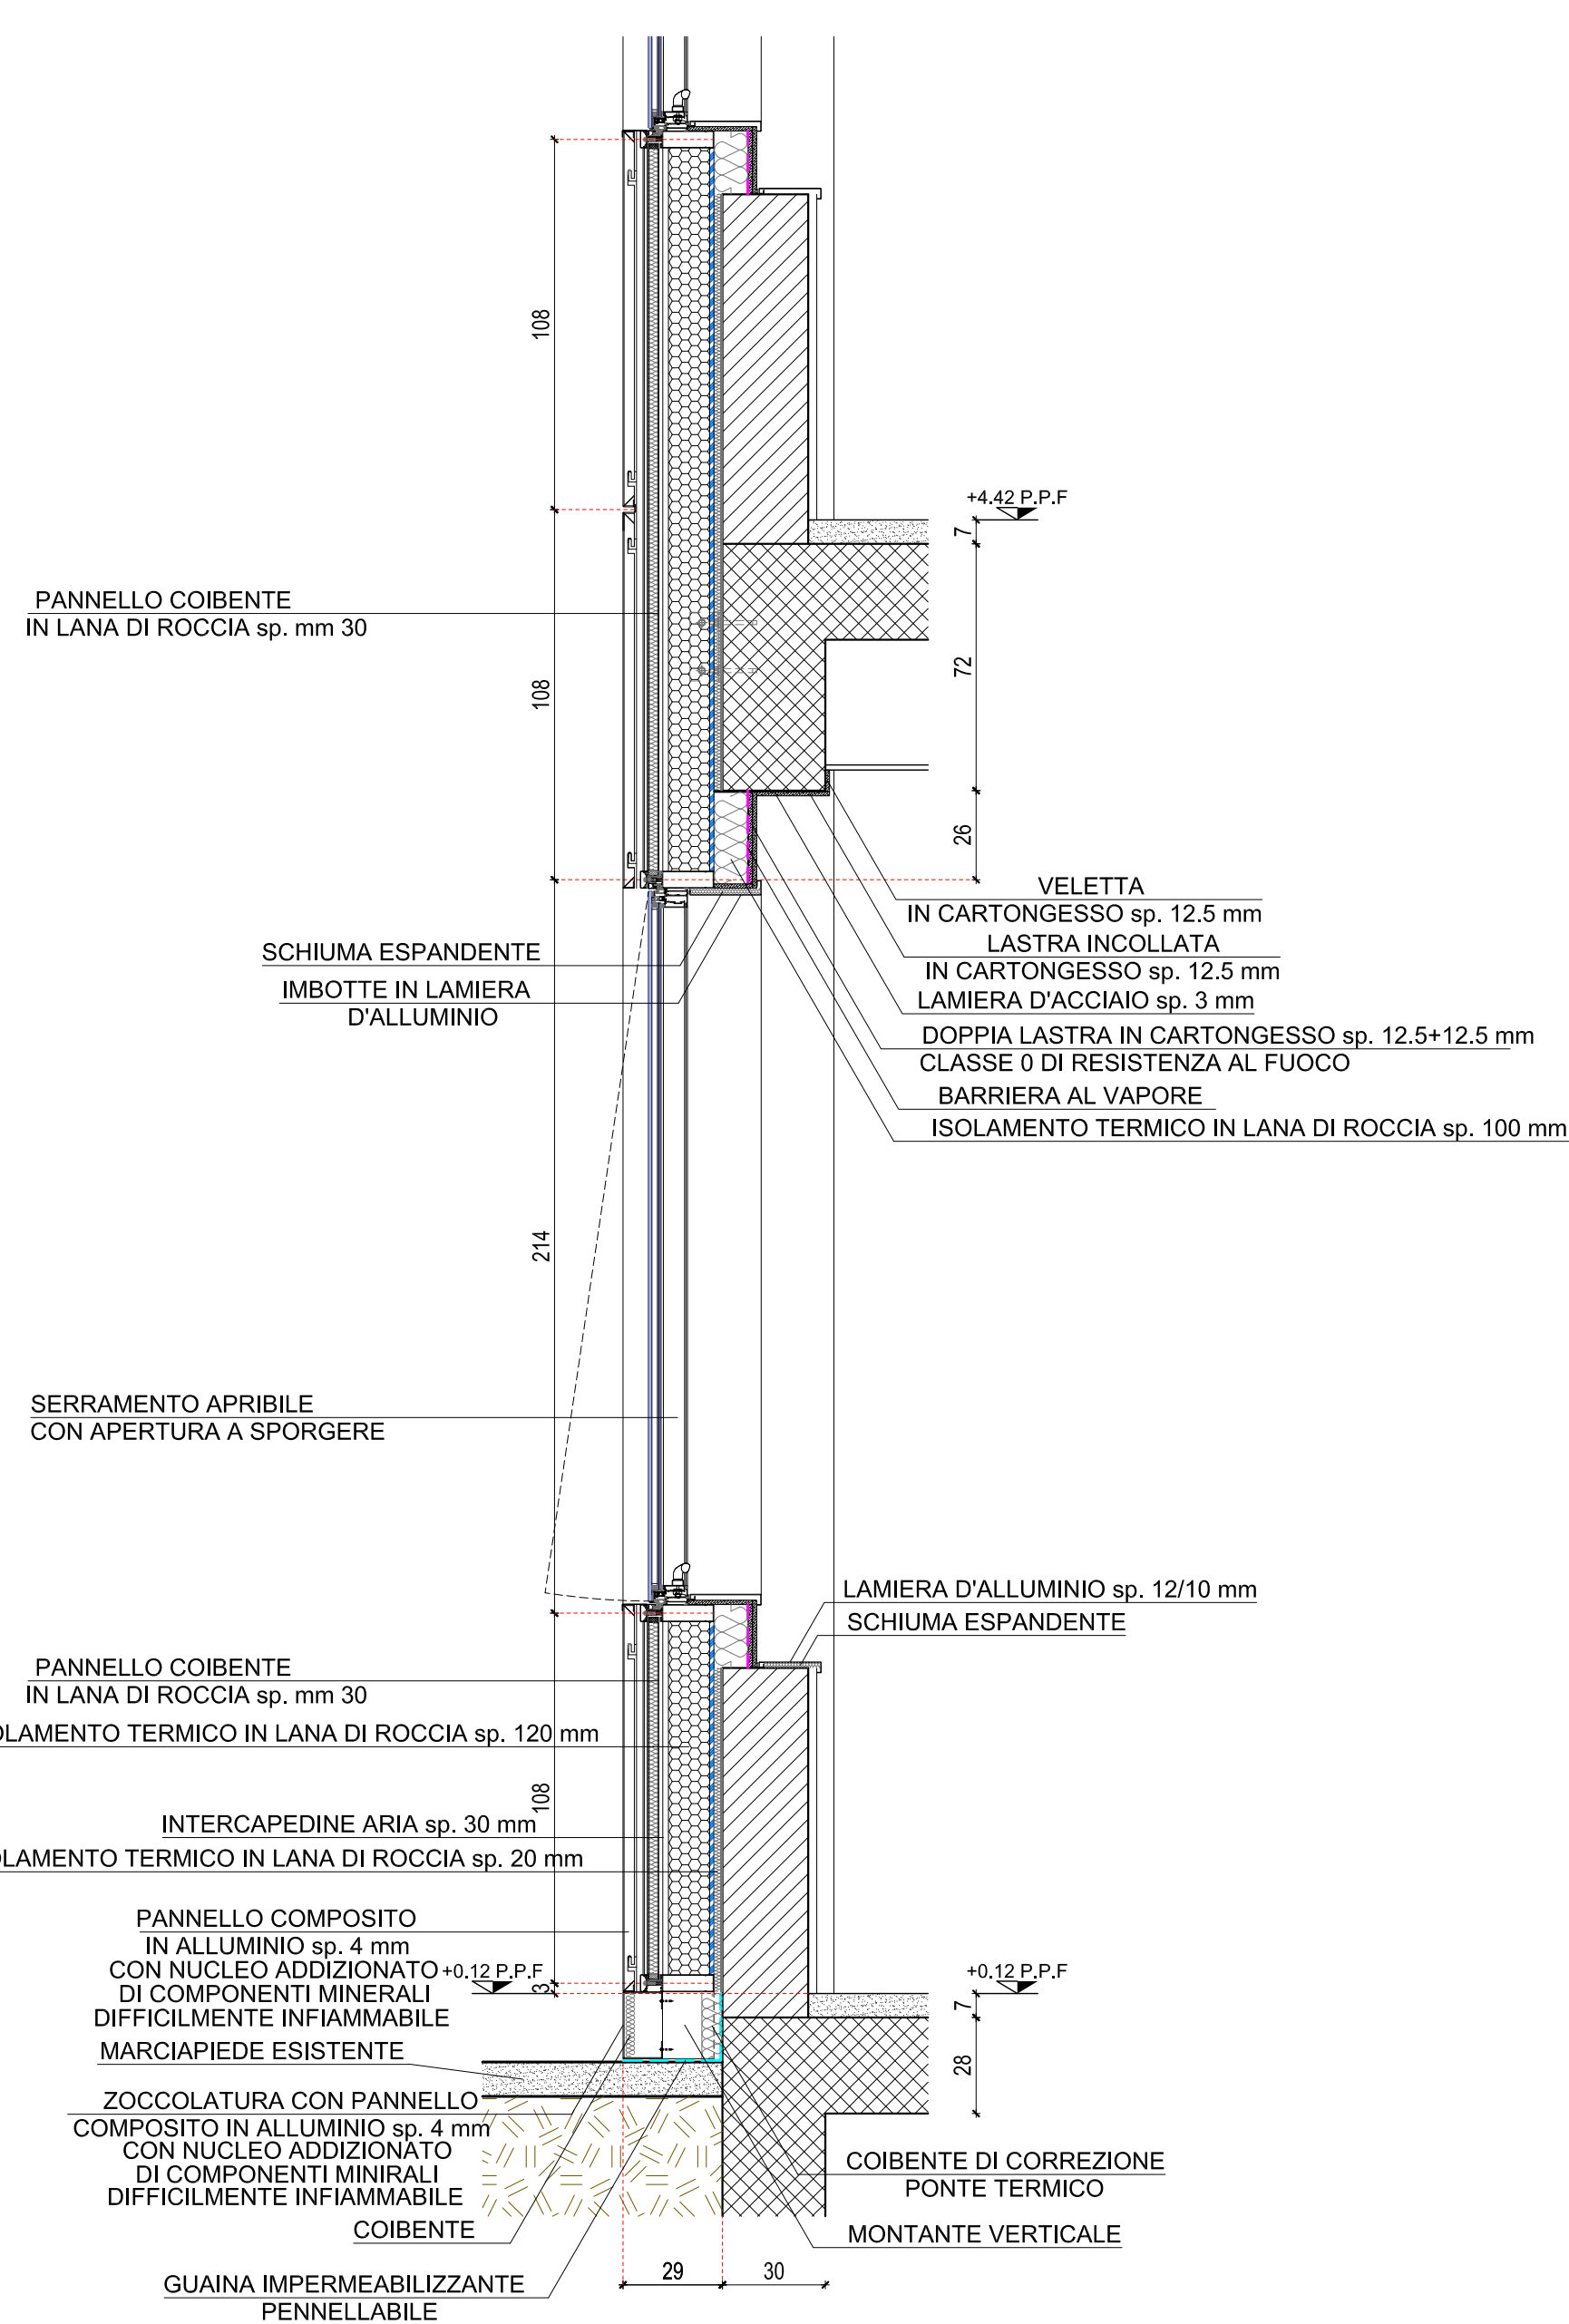 108
+4.42 P.P.F
7
PANNELLO COIBENTE
IN LANA DI ROCCIA sp. mm 30
72
108
26
VELETTA
IN CARTONGESSO sp. 12.5 mm
SCHIUMA ESPANDENTE
LASTRA INCOLLATA
IN CARTONGESSO sp. 12.5 mm
IMBOTTE IN LAMIERA
D'ALLUMINIO
LAMIERA D'ACCIAIO sp. 3 mm
DOPPIA LASTRA IN CARTONGESSO sp. 12.5+12.5 mm
CLASSE 0 DI RESISTENZA AL FUOCO
BARRIERA AL VAPORE
ISOLAMENTO TERMICO IN LANA DI ROCCIA sp. 100 mm
214
SERRAMENTO APRIBILE
CON APERTURA A SPORGERE
LAMIERA D'ALLUMINIO sp. 12/10 mm
SCHIUMA ESPANDENTE
PANNELLO COIBENTE
IN LANA DI ROCCIA sp. mm 30
OLAMENTO TERMICO IN LANA DI ROCCIA sp. 120 mm
108
INTERCAPEDINE ARIA sp. 30 mm
OLAMENTO TERMICO IN LANA DI ROCCIA sp. 20 mm
PANNELLO COMPOSITO
IN ALLUMINIO sp. 4 mm
CON NUCLEO ADDIZIONATO
DI COMPONENTI MINERALI
DIFFICILMENTE INFIAMMABILE
+0.12 P.P.F
3
+0.12 P.P.F
7
28
MARCIAPIEDE ESISTENTE
ZOCCOLATURA CON PANNELLO
COMPOSITO IN ALLUMINIO sp. 4 mm
CON NUCLEO ADDIZIONATO
DI COMPONENTI MINIRALI
DIFFICILMENTE INFIAMMABILE
COIBENTE DI CORREZIONE
PONTE TERMICO
COIBENTE
MONTANTE VERTICALE
29
30
GUAINA IMPERMEABILIZZANTE
PENNELLABILE